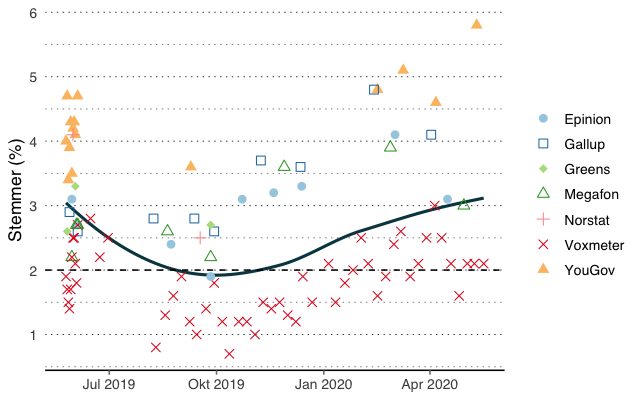 6
5
4
3
2
1
Stemmer (%)
Jul 2019
Okt 2019
Jan 2020
Apr 2020
Epinion
Gallup
Greens
Megafon
Norstat
Voxmeter
YouGov